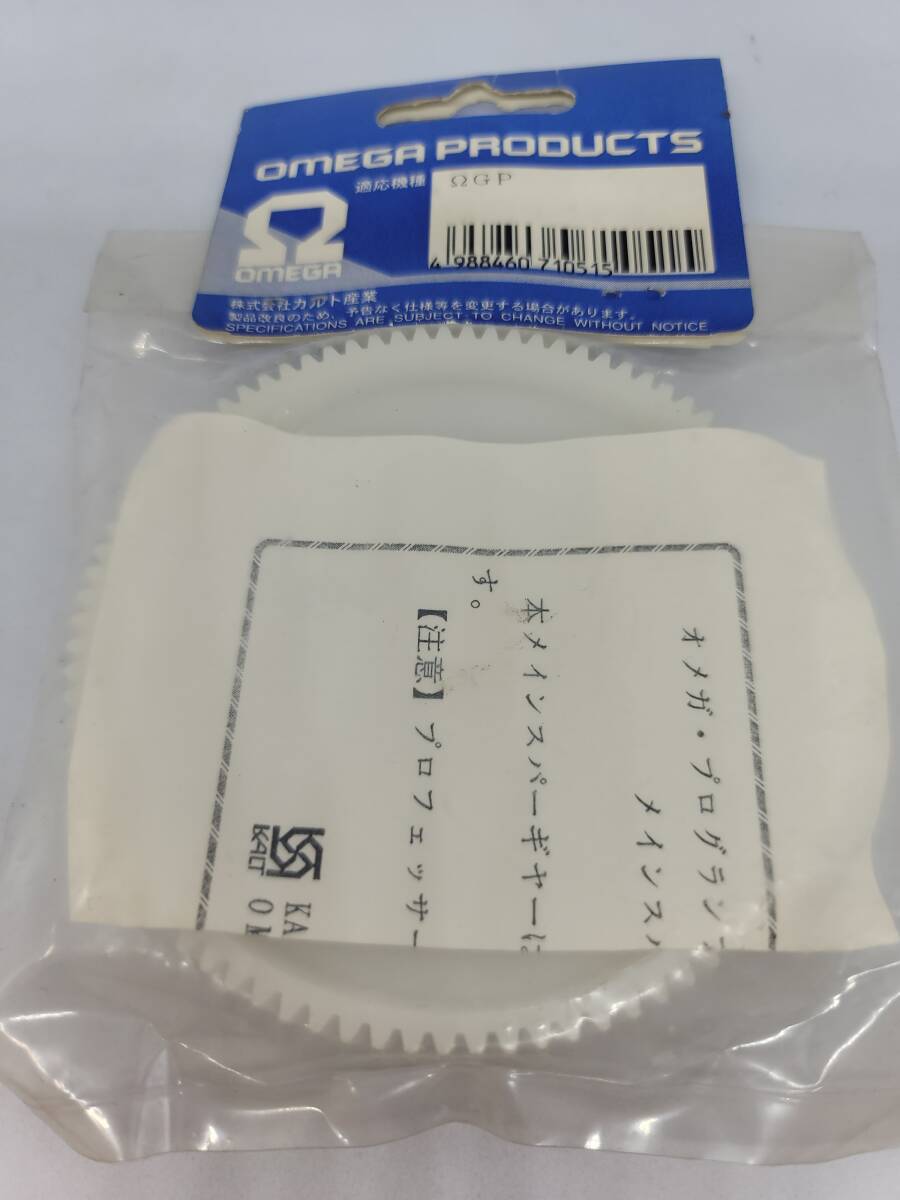 OMEGA PRODUCTS
適応機種
ΩGP
4 988460 710515
OMEGA
株式会社カルト産業
製品改良のため、予告なく仕様等を変更する場合があります。
SPECIFICATIONS ARE SUBJECT TO CHANGE WITHOUT NOTICE
オメガ・プログラン
メインス
本メインスパーギヤーに
す。
【注意】プロフェッサー
KALT
KA
O